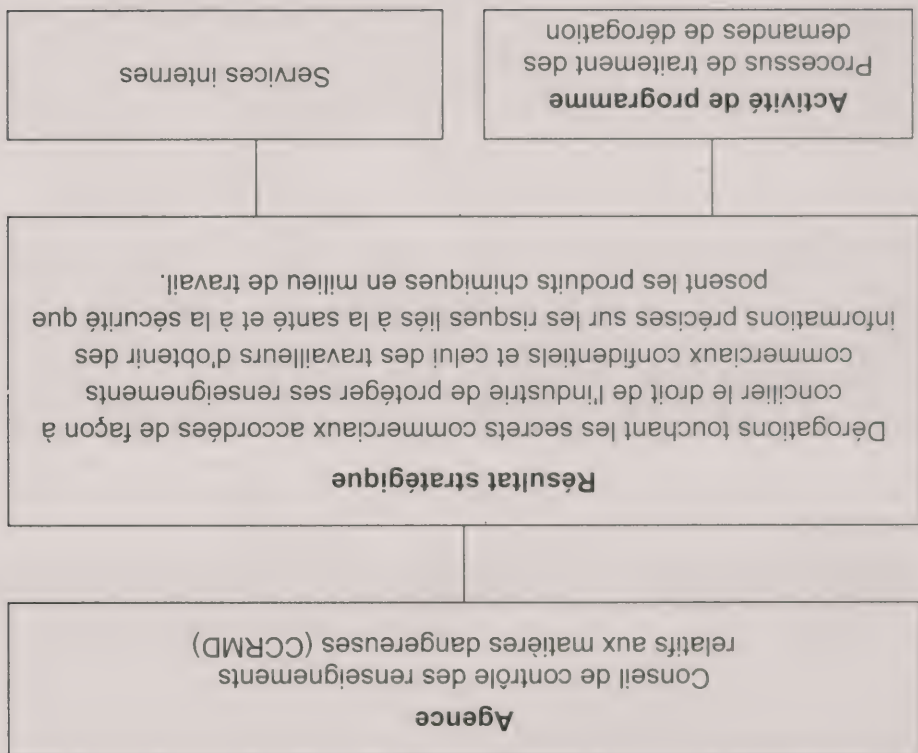 Agence
Conseil de contrôle des renseignements
relatifs aux matières dangereuses (CCRMD)
Résultat stratégique
Dérogations touchant les secrets commerciaux accordées de façon à
concilier le droit de l'industrie de protéger ses renseignements
commerciaux confidentiels et celui des travailleurs d'obtenir des
informations précises sur les risques liés à la santé et à la sécurité que
posent les produits chimiques en milieu de travail.
Activité de programme
Processus de traitement des
demandes de dérogation
Services internes